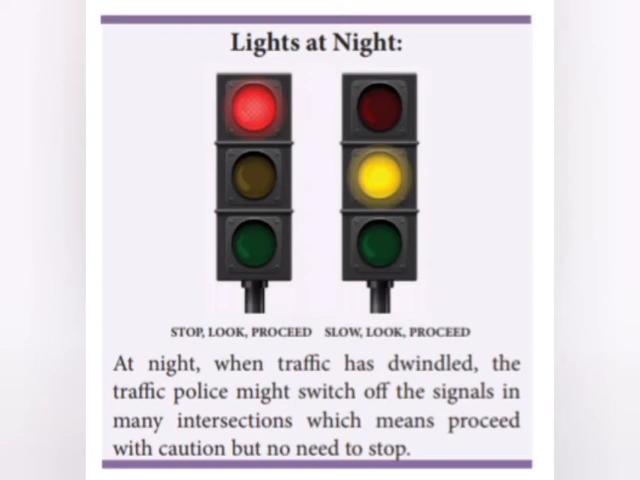 Lights at Night:
STOP, LOOK, PROCEED SLOW, LOOK, PROCEED
At night, when traffic has dwindled, the
traffic police might switch off the signals in
many intersections which means proceed
with caution but no need to stop.